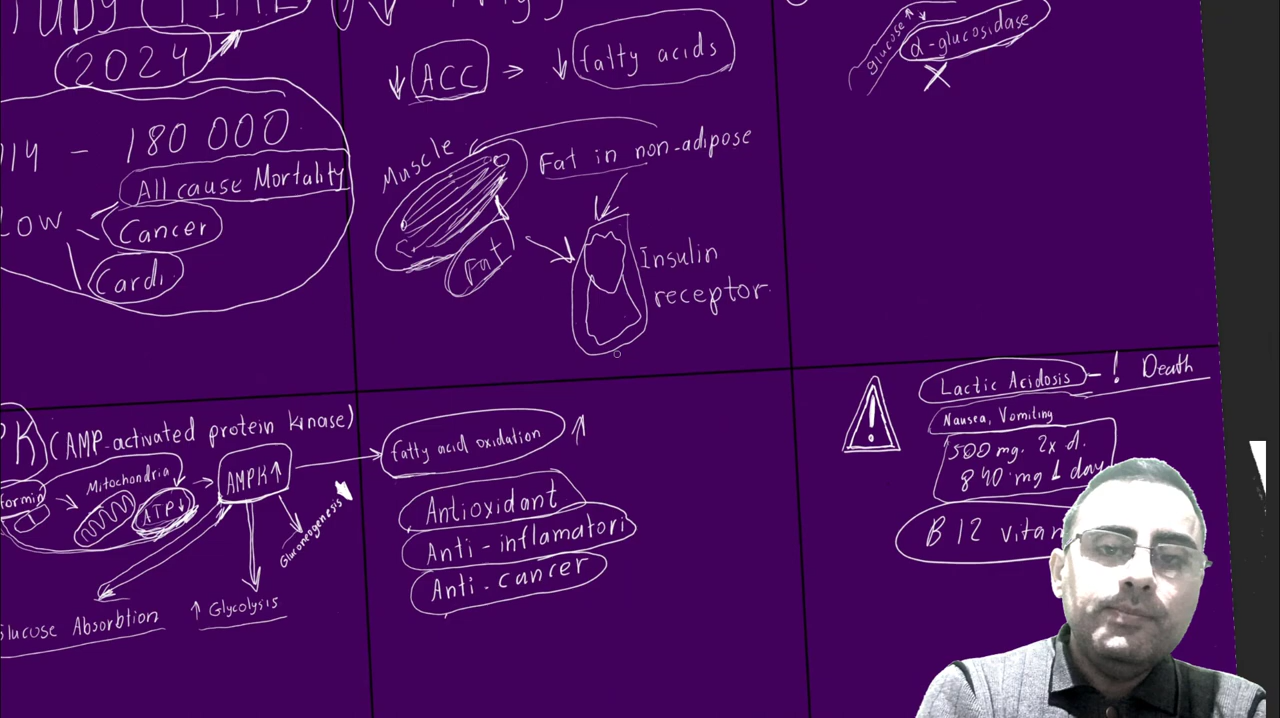 2024
180 000
All cause Mortality
Cancer
Cardi
↓ ACC → ↓ fatty acids
Muscle
Fat in non-adipose
Fat
Insulin
receptor
glucose
α-glucosidase
(AMP-activated protein kinase)
Mitochondria
ATP↓
AMPK↑
Gluconeogenesis
Absorbtion
↑ Glycolysis
fatty acid oxidation ↑
Antioxidant
Anti-inflamatori
Anti-cancer
Lactic Acidosis - ! Death
!
Nausea, Vomiting
500 mg. 2x d.
840 mg 1 day
B12